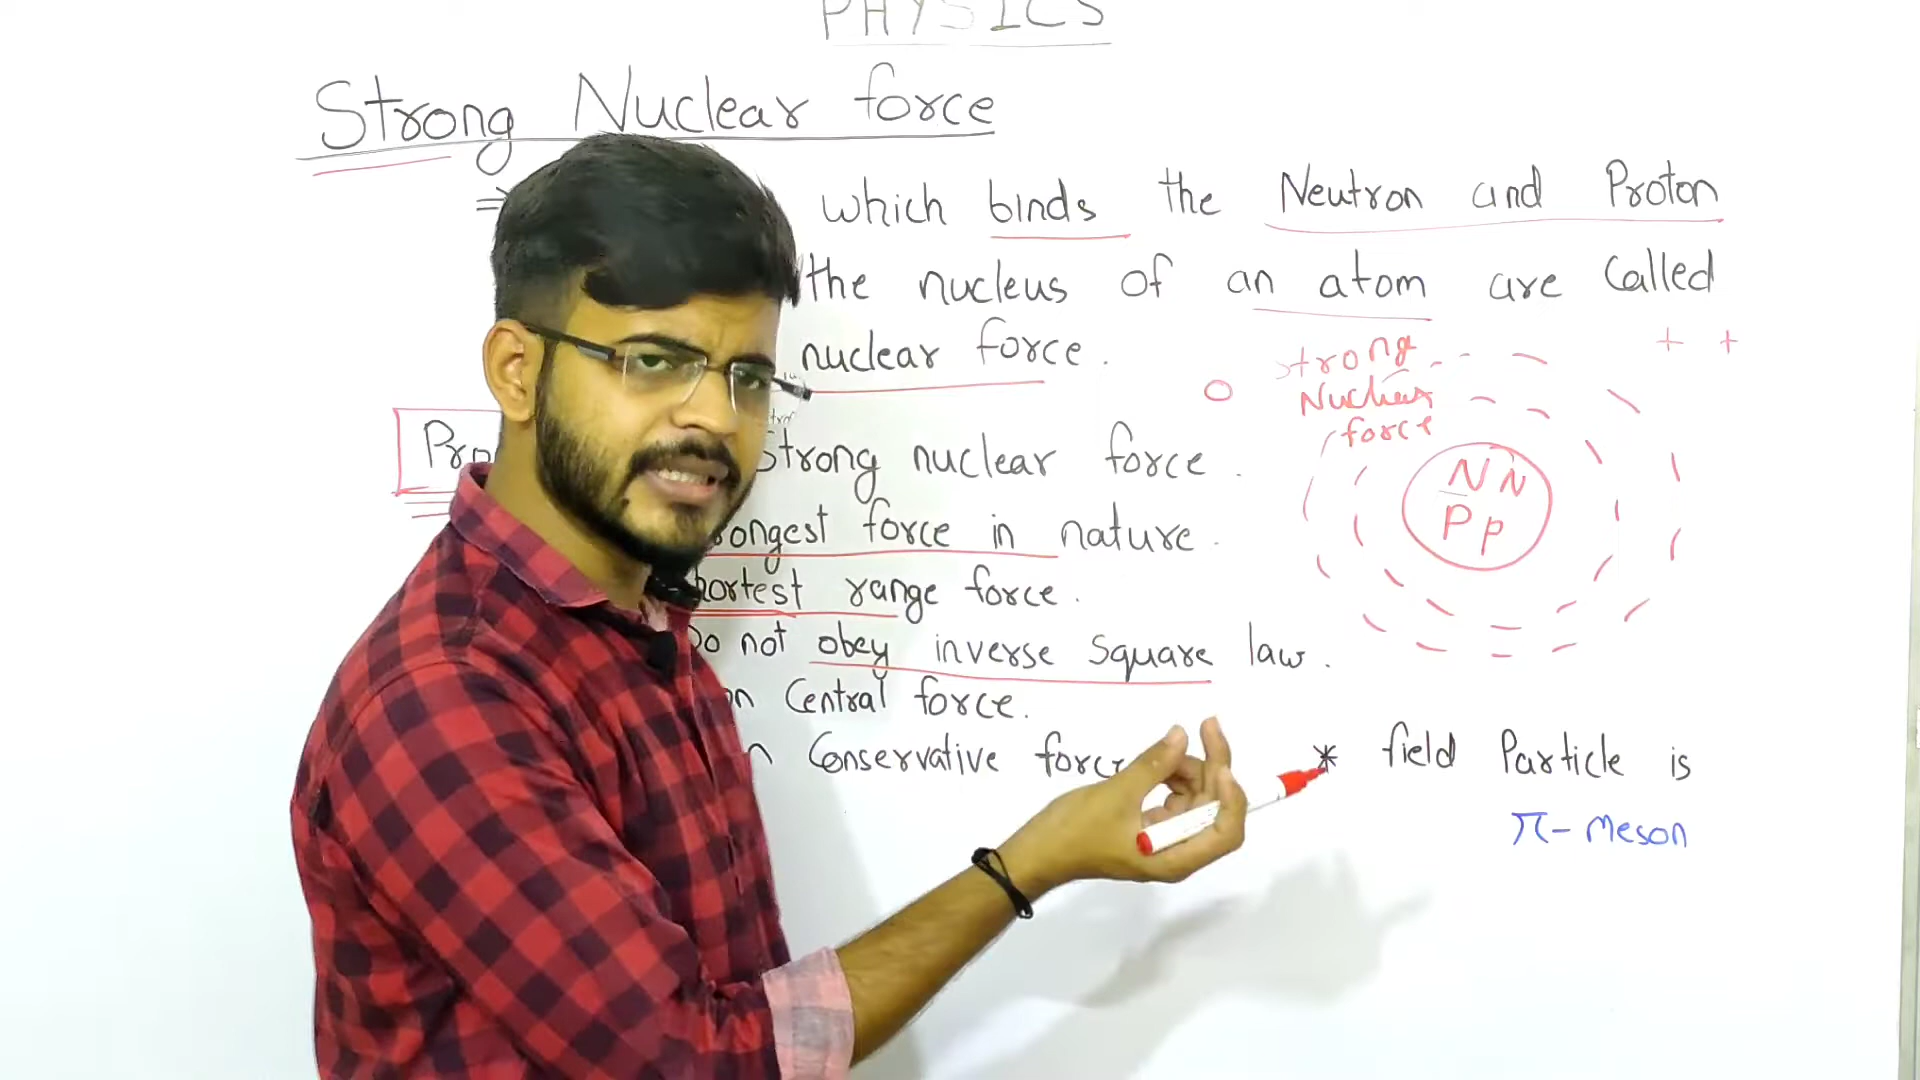 PHYSICS
Strong Nuclear force
⇒ which binds the Neutron and Proton
the nucleus of an atom are called
nuclear force.
+ +
Strong
Nuclear
force
Strong nuclear force.
N N
P P
force in nature.
range force.
Do not obey inverse square law.
Central force.
Conservative force
* field Particle is
π- meson